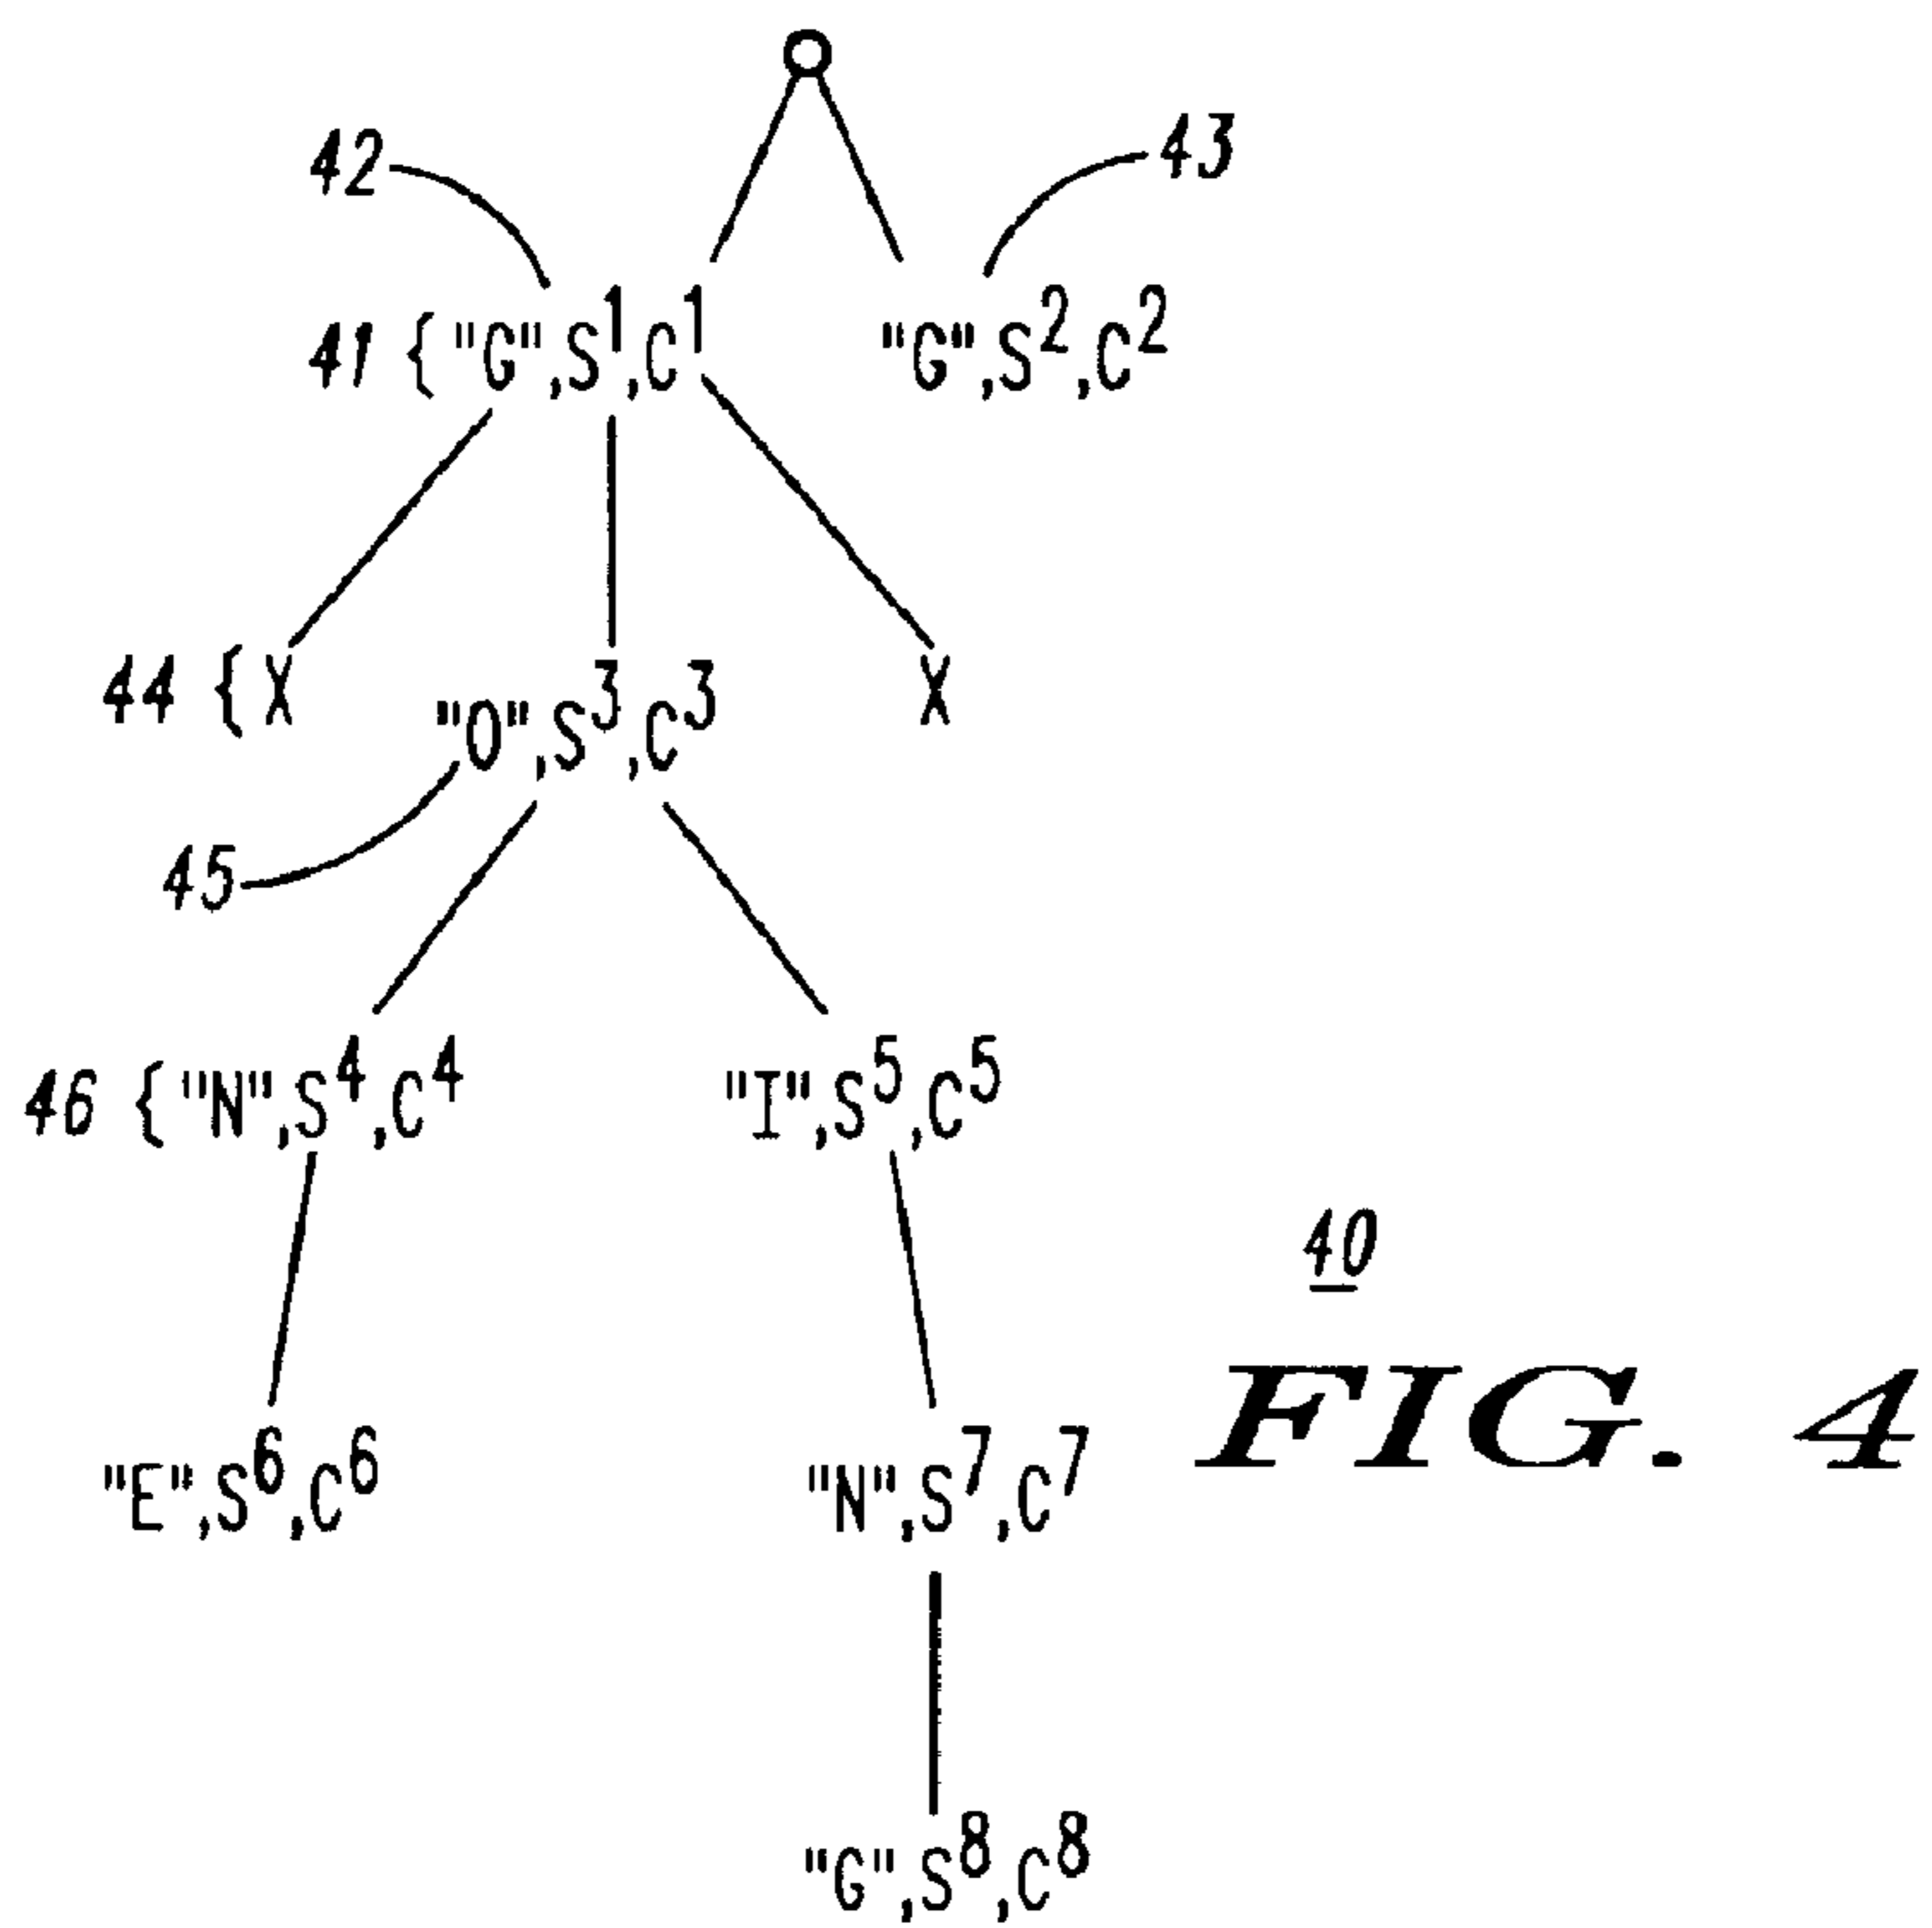 42 43
41 { "G",S¹,C¹ "G",S²,C²
44 { X "O",S³,C³ X
45
46 { "N",S⁴,C⁴ "I",S⁵,C⁵
40
FIG. 4
"E",S⁶,C⁶ "N",S⁷,C⁷
"G",S⁸,C⁸